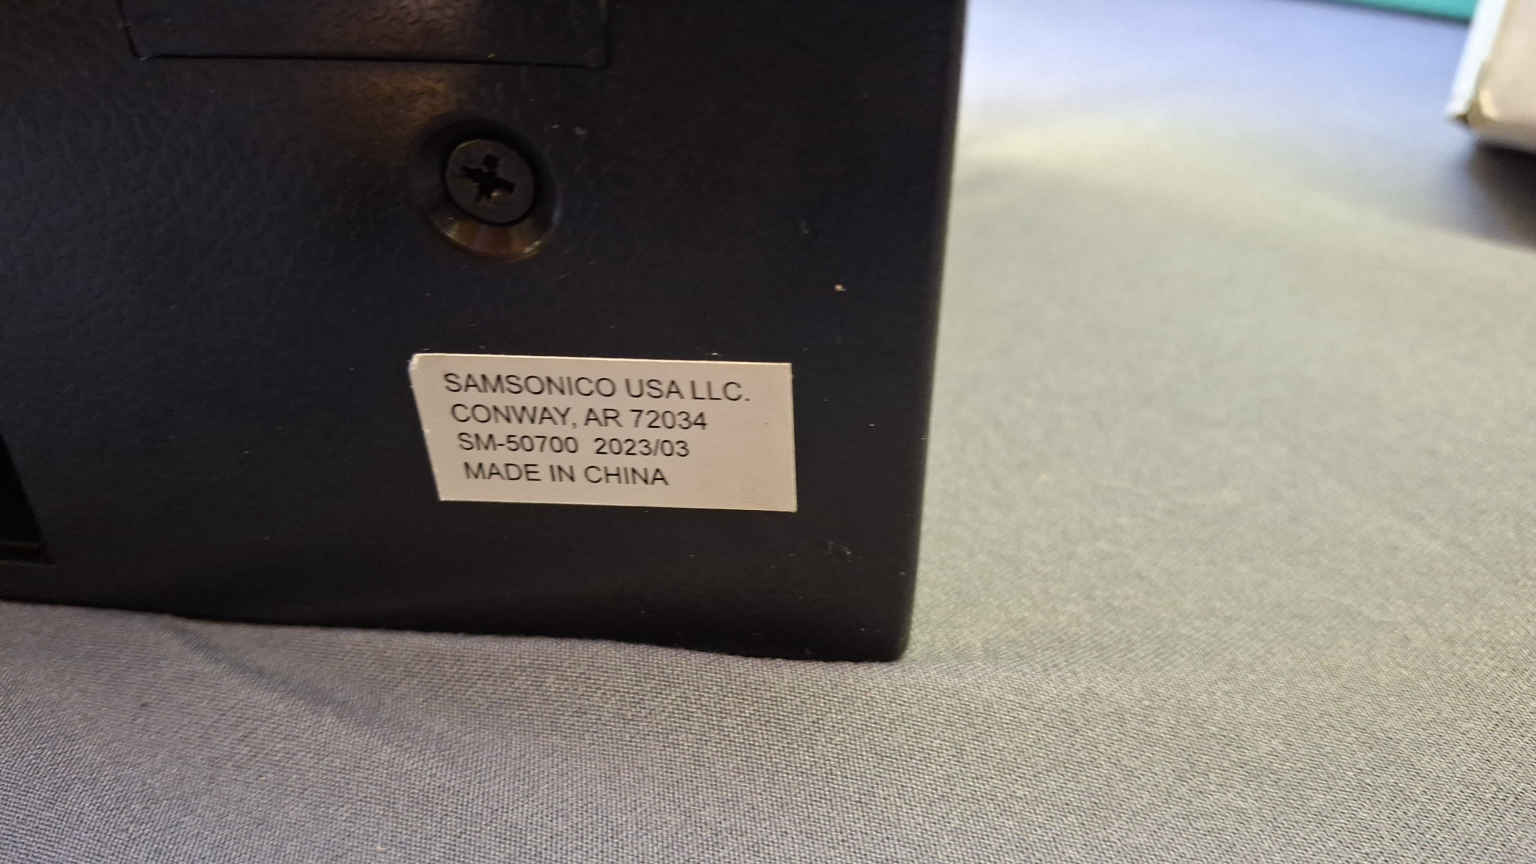 SAMSONICO USA LLC.
CONWAY, AR 72034
SM-50700 2023/03
MADE IN CHINA